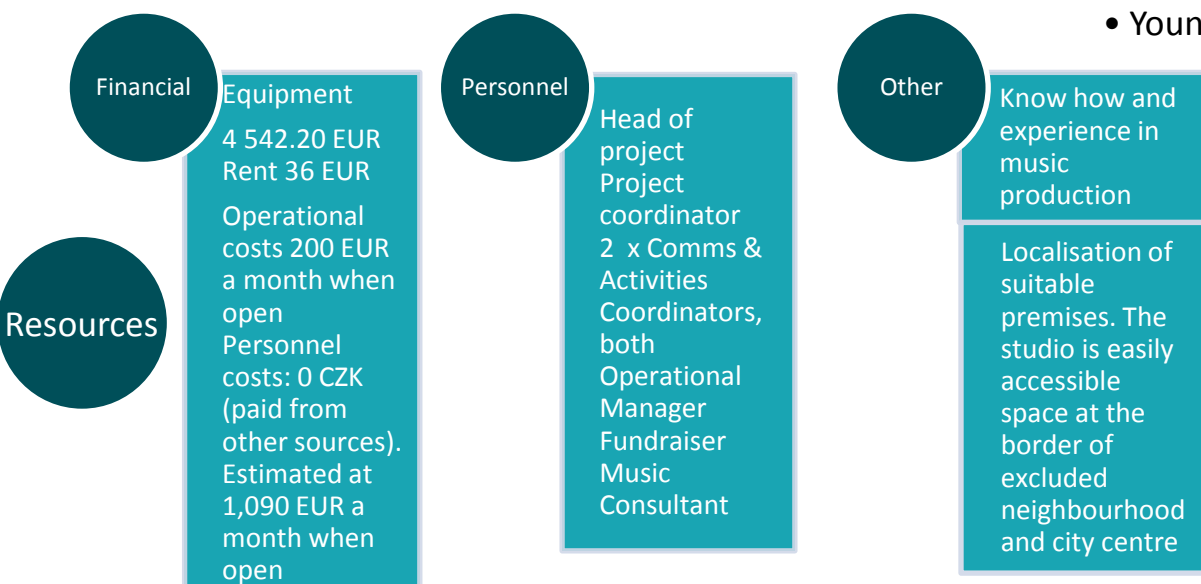 • Youn
Resources
Financial
Equipment
4 542.20 EUR
Rent 36 EUR
Operational
costs 200 EUR
a month when
open
Personnel
costs: 0 CZK
(paid from
other sources).
Estimated at
1,090 EUR a
month when
open
Personnel
Head of
project
Project
coordinator
2  x Comms &
Activities
Coordinators,
both
Operational
Manager
Fundraiser
Music
Consultant
Other
Know how and
experience in
music
production
Localisation of
suitable
premises. The
studio is easily
accessible
space at the
border of
excluded
neighbourhood
and city centre